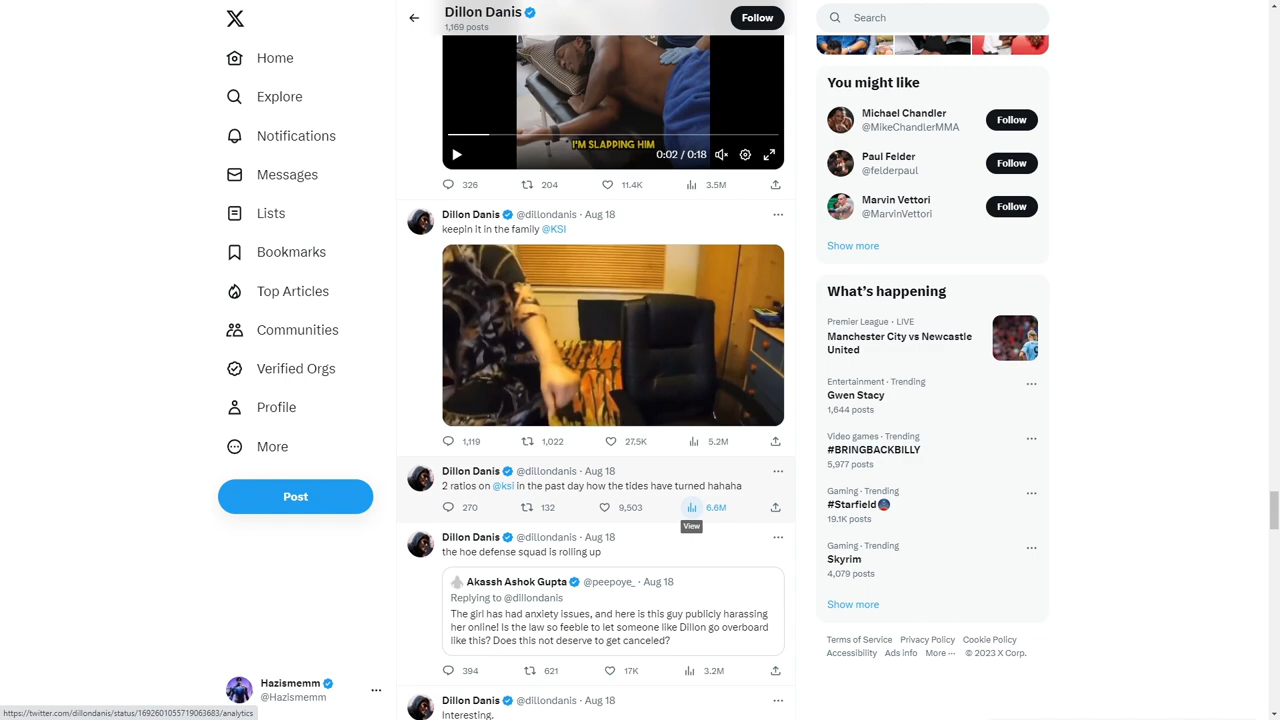 Home
Explore
Notifications
Messages
Lists
Bookmarks
Top Articles
Communities
Verified Orgs
Profile
More
Post
Hazismemm
@Hazismemm
https://twitter.com/dillondanis/status/1692601055719063683/analytics
Dillon Danis
1,169 posts
Follow
I'M SLAPPING HIM
0:02 / 0:18
326 204 11.4K 3.5M
Dillon Danis @dillondanis · Aug 18
keepin it in the family @KSI
1,119 1,022 27.5K 5.2M
Dillon Danis @dillondanis · Aug 18
2 ratios on @ksi in the past day how the tides have turned hahaha
270 132 9,503 6.6M
View
Dillon Danis @dillondanis · Aug 18
the hoe defense squad is rolling up
Akassh Ashok Gupta @peepoye_ · Aug 18
Replying to @dillondanis
The girl has had anxiety issues, and here is this guy publicly harassing
her online! Is the law so feeble to let someone like Dillon go overboard
like this? Does this not deserve to get canceled?
394 621 17K 3.2M
Dillon Danis @dillondanis · Aug 18
Interesting.
Search
You might like
Michael Chandler
@MikeChandlerMMA
Follow
Paul Felder
@felderpaul
Follow
Marvin Vettori
@MarvinVettori
Follow
Show more
What's happening
Premier League · LIVE
Manchester City vs Newcastle
United
Entertainment · Trending
Gwen Stacy
1,644 posts
Video games · Trending
#BRINGBACKBILLY
5,977 posts
Gaming · Trending
#Starfield
19.1K posts
Gaming · Trending
Skyrim
4,079 posts
Show more
Terms of Service Privacy Policy Cookie Policy
Accessibility Ads info More ··· © 2023 X Corp.